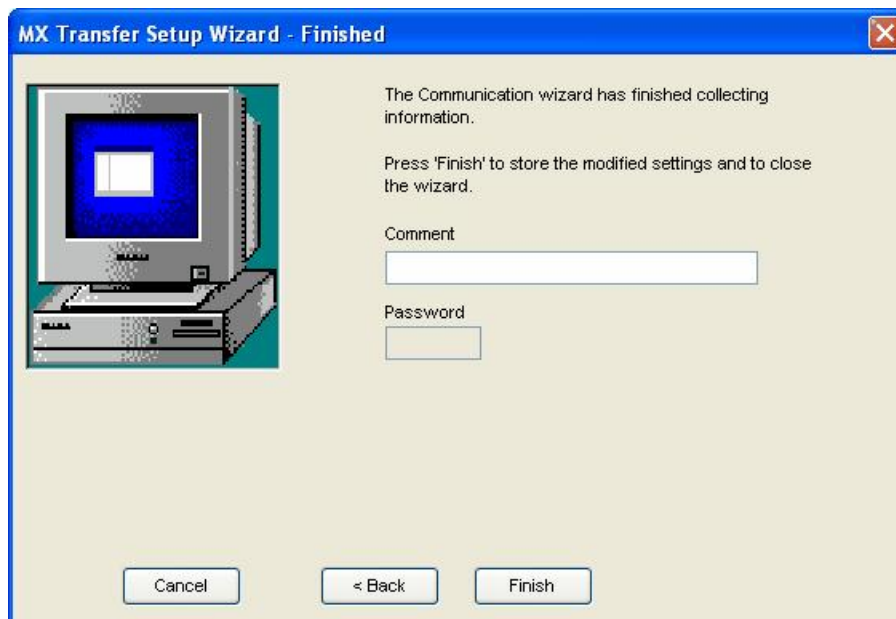 MX Transfer Setup Wizard - Finished
The Communication wizard has finished collecting
information.
Press 'Finish' to store the modified settings and to close
the wizard.
Comment
Password
Cancel
< Back
Finish